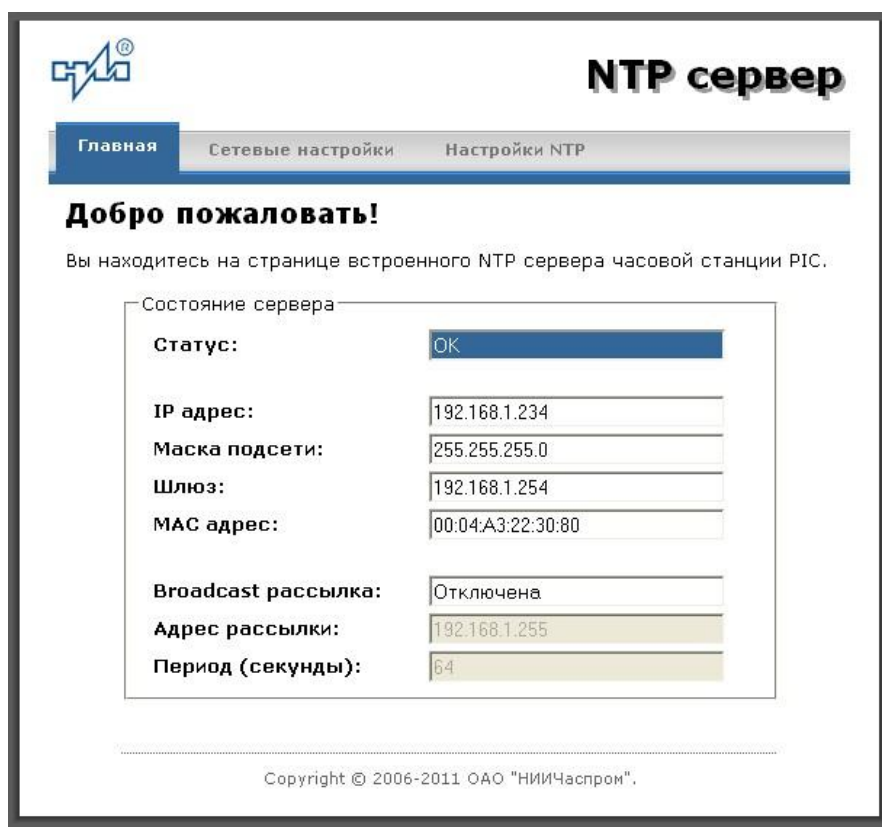 ®
NTP сервер
Главная Сетевые настройки Настройки NTP
Добро пожаловать!
Вы находитесь на странице встроенного NTP сервера часовой станции PIC.
Состояние сервера
Статус: OK
IP адрес: 192.168.1.234
Маска подсети: 255.255.255.0
Шлюз: 192.168.1.254
MAC адрес: 00:04:A3:22:30:80
Broadcast рассылка: Отключена
Адрес рассылки: 192.168.1.255
Период (секунды): 64
Copyright © 2006-2011 ОАО "НИИЧаспром".